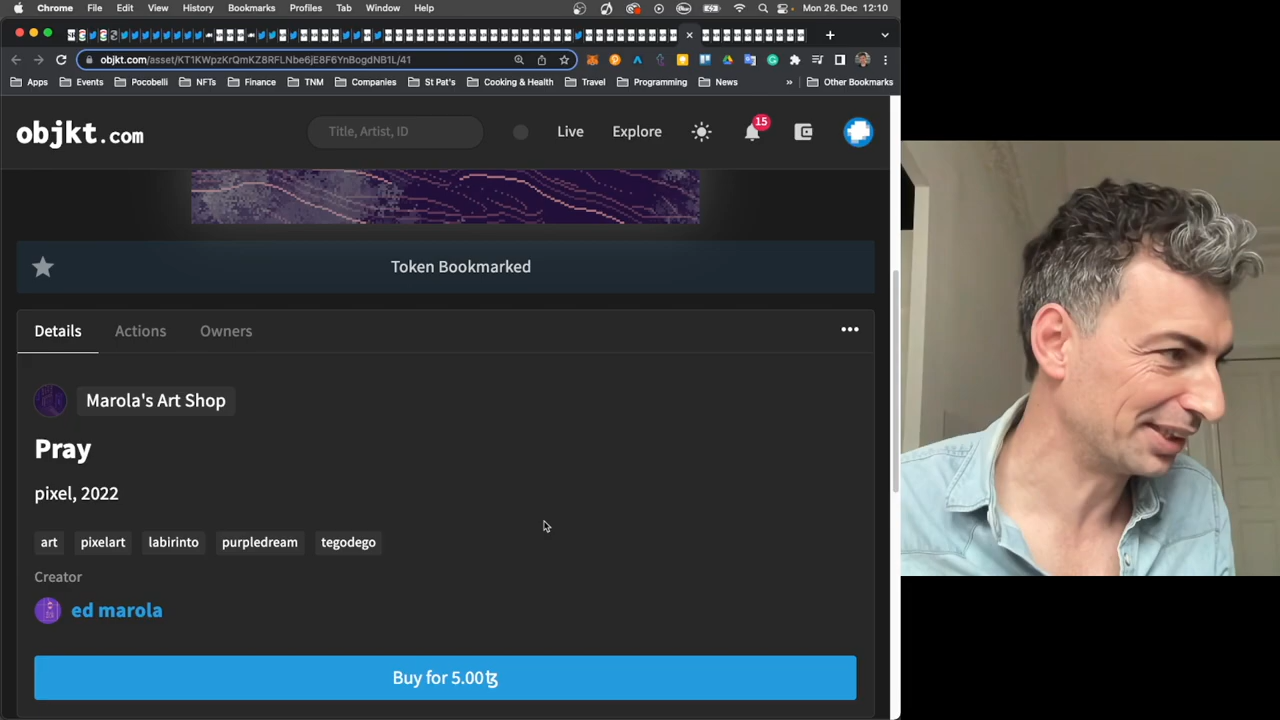 Chrome File Edit View History Bookmarks Profiles Tab Window Help Mon 26. Dec 12:10
objkt.com/asset/KT1KWpzKrQmKZ8RFLNbe6jE8F6YnBogdNB1L/41
Apps Events Pocobelli NFTs Finance TNM Companies St Pat's Cooking & Health Travel Programming News » Other Bookmarks
objkt.com Title, Artist, ID Live Explore 15
Token Bookmarked
Details Actions Owners
Marola's Art Shop
Pray
pixel, 2022
art pixelart labirinto purpledream tegodego
Creator
ed marola
Buy for 5.00ꜩ